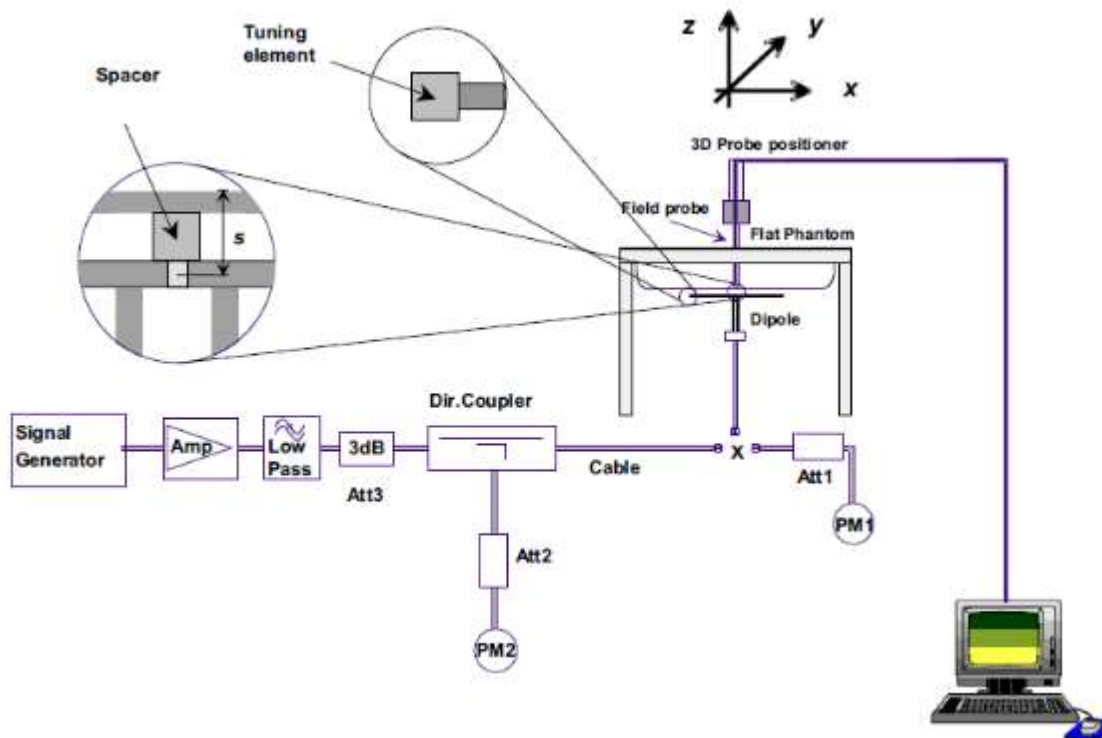 Tuning
element
Spacer
z
y
x
3D Probe positioner
Field probe
Flat Phantom
s
Dipole
Dir.Coupler
Signal
Generator
Amp
Low
Pass
3dB
Att3
Cable
X
Att1
PM1
Att2
PM2